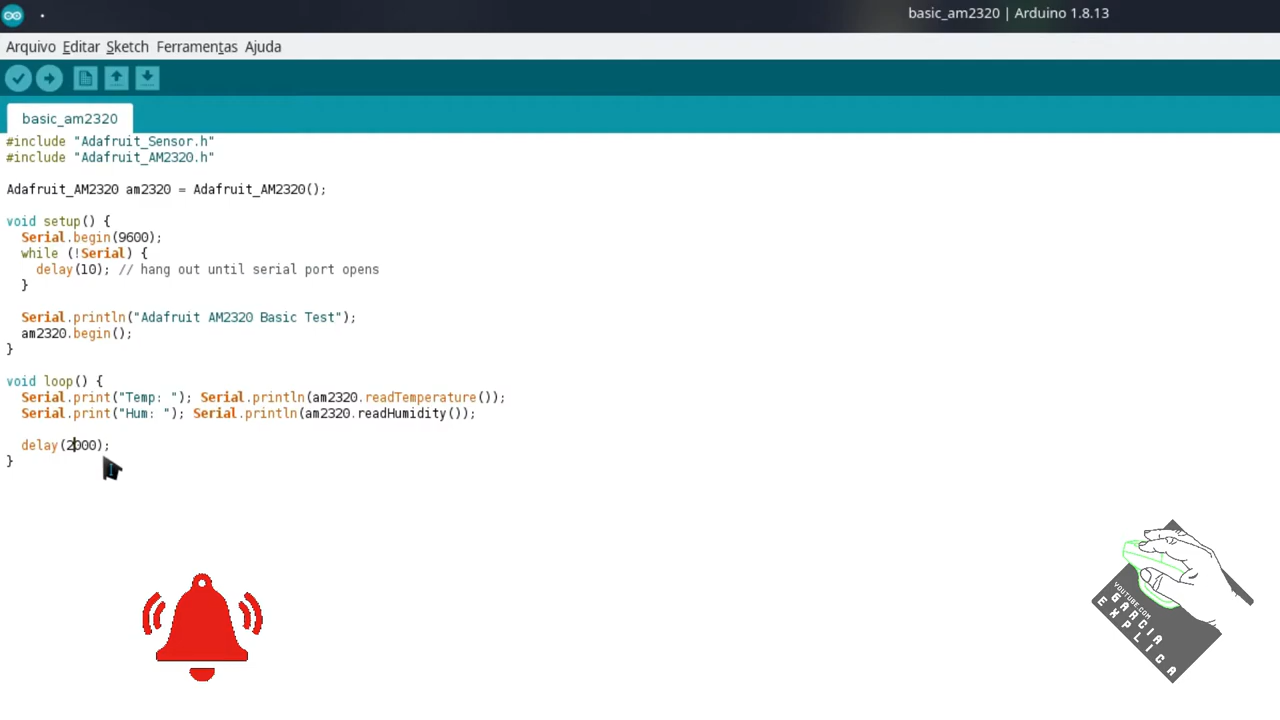 basic_am2320 | Arduino 1.8.13
Arquivo Editar Sketch Ferramentas Ajuda
basic_am2320
#include "Adafruit_Sensor.h"
#include "Adafruit_AM2320.h"
Adafruit_AM2320 am2320 = Adafruit_AM2320();
void setup() {
Serial.begin(9600);
while (!Serial) {
delay(10); // hang out until serial port opens
}
Serial.println("Adafruit AM2320 Basic Test");
am2320.begin();
}
void loop() {
Serial.print("Temp: "); Serial.println(am2320.readTemperature());
Serial.print("Hum: "); Serial.println(am2320.readHumidity());
delay(2000);
}
YOUTUBE.COM
GARCIA
EXPLICA